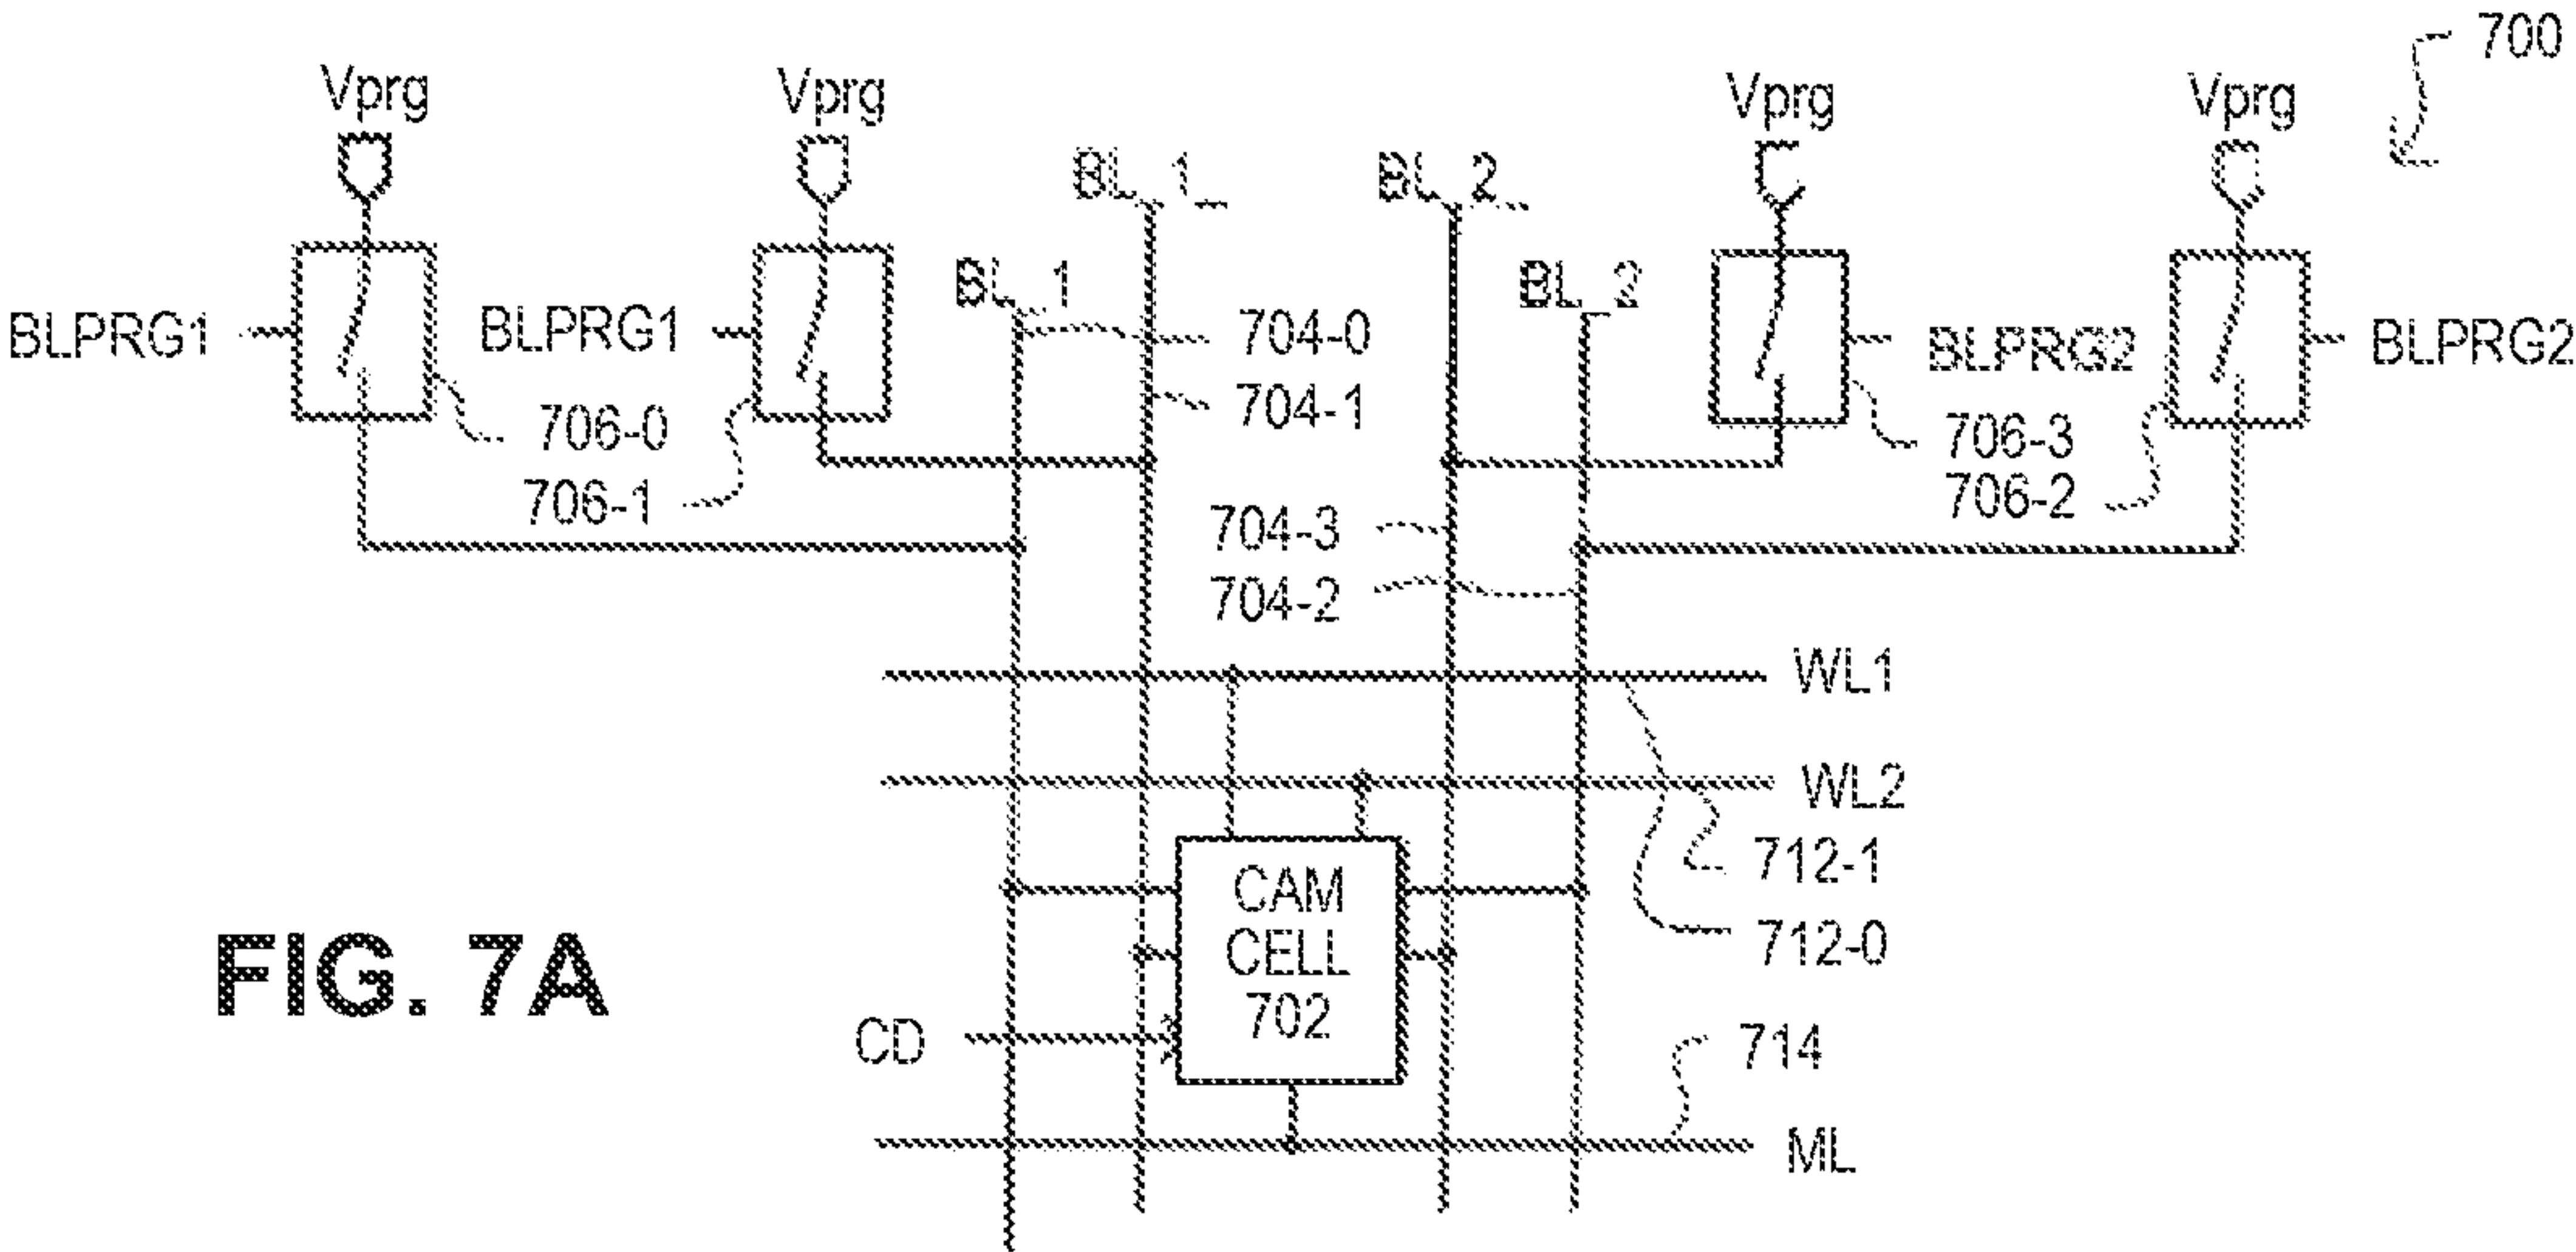 700
Vprg
Vprg
Vprg
Vprg
BL_1_
BL_2_
BL_1
BL_2
BLPRG1
BLPRG1
704-0
BLPRG2
BLPRG2
704-1
706-0
706-3
706-1
706-2
704-3
704-2
WL1
WL2
712-1
CAM
CELL
702
712-0
FIG. 7A
CD
714
ML